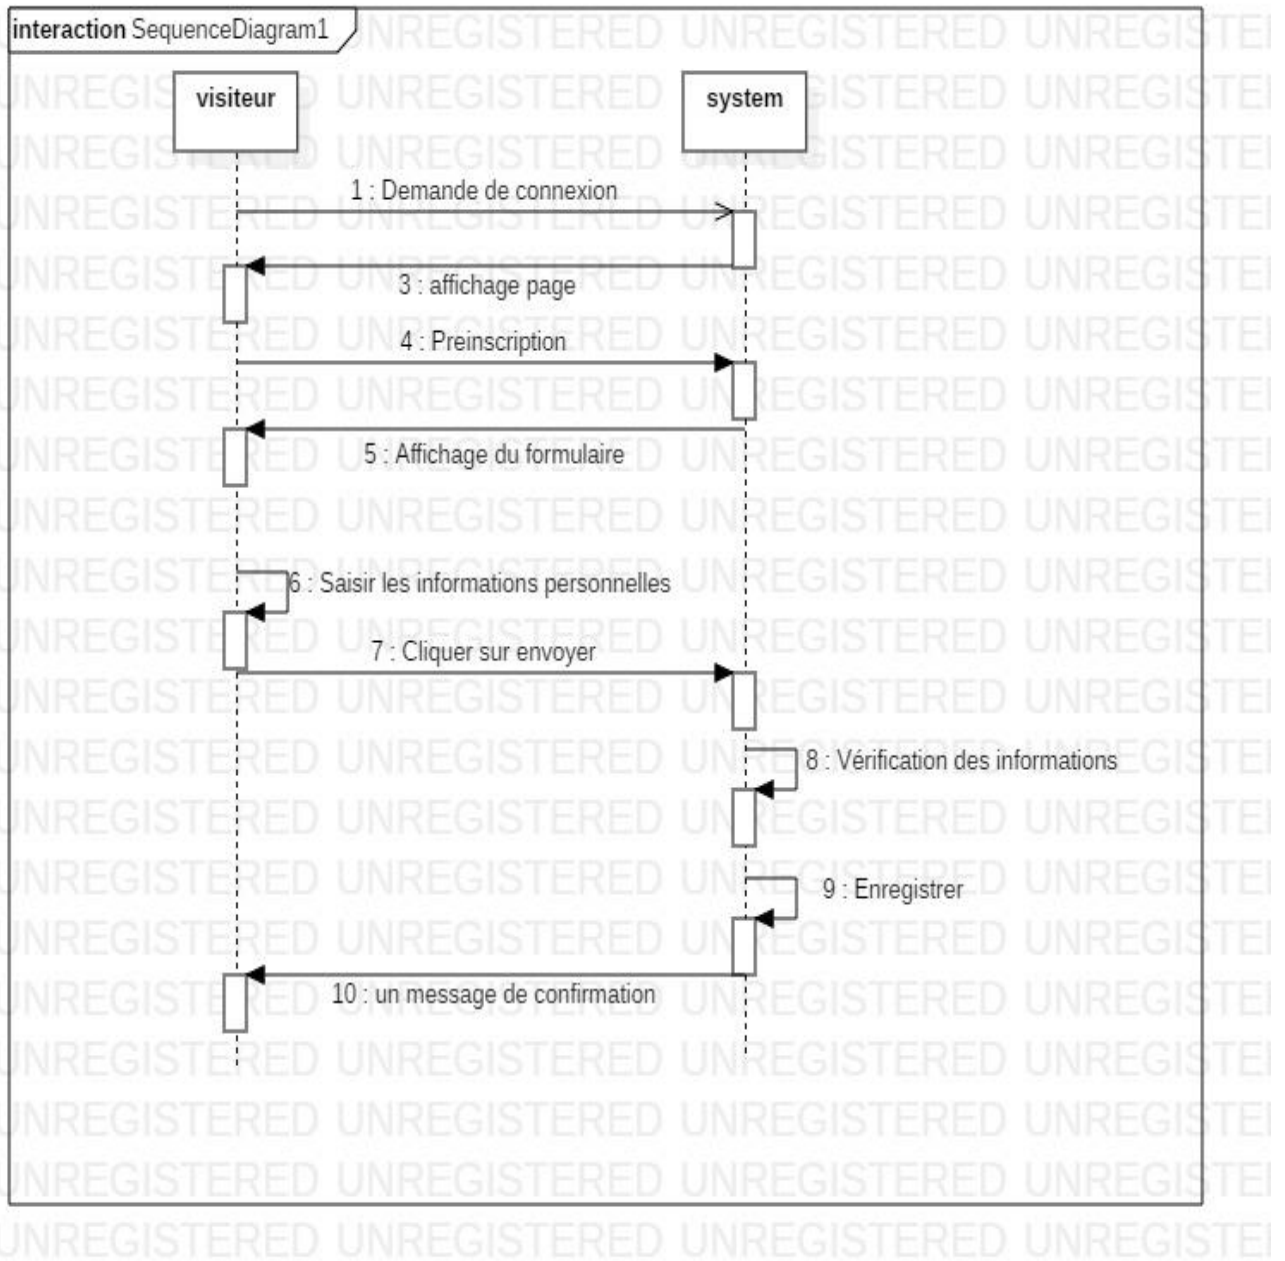 interaction SequenceDiagram1
visiteur
system
1 : Demande de connexion
3 : affichage page
4 : Preinscription
5 : Affichage du formulaire
6 : Saisir les informations personnelles
7 : Cliquer sur envoyer
8 : Vérification des informations
9 : Enregistrer
10 : un message de confirmation
UNREGISTERED UNREGISTERED UNREGISTERED